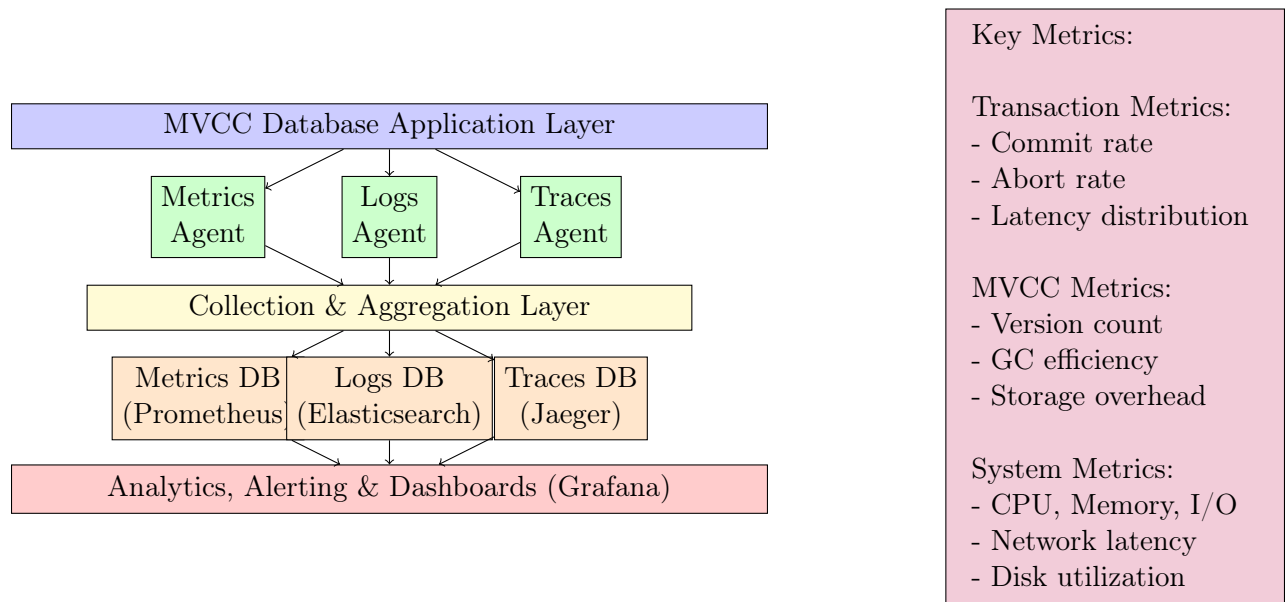 MVCC Database Application Layer
Metrics
Agent
Logs
Agent
Traces
Agent
Collection & Aggregation Layer
Metrics DB
(Prometheus)
Logs DB
(Elasticsearch)
Traces DB
(Jaeger)
Analytics, Alerting & Dashboards (Grafana)
Key Metrics:
Transaction Metrics:
- Commit rate
- Abort rate
- Latency distribution
MVCC Metrics:
- Version count
- GC efficiency
- Storage overhead
System Metrics:
- CPU, Memory, I/O
- Network latency
- Disk utilization